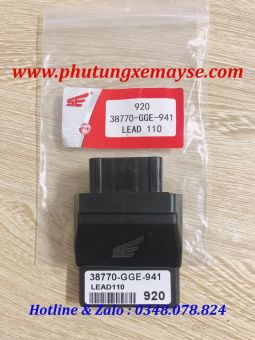 www.phutungxemayse.com
SE
920
38770-GGE-941
LEAD 110
38770-GGE-941
LEAD110
920
Hotline & Zalo : 0348.078.824